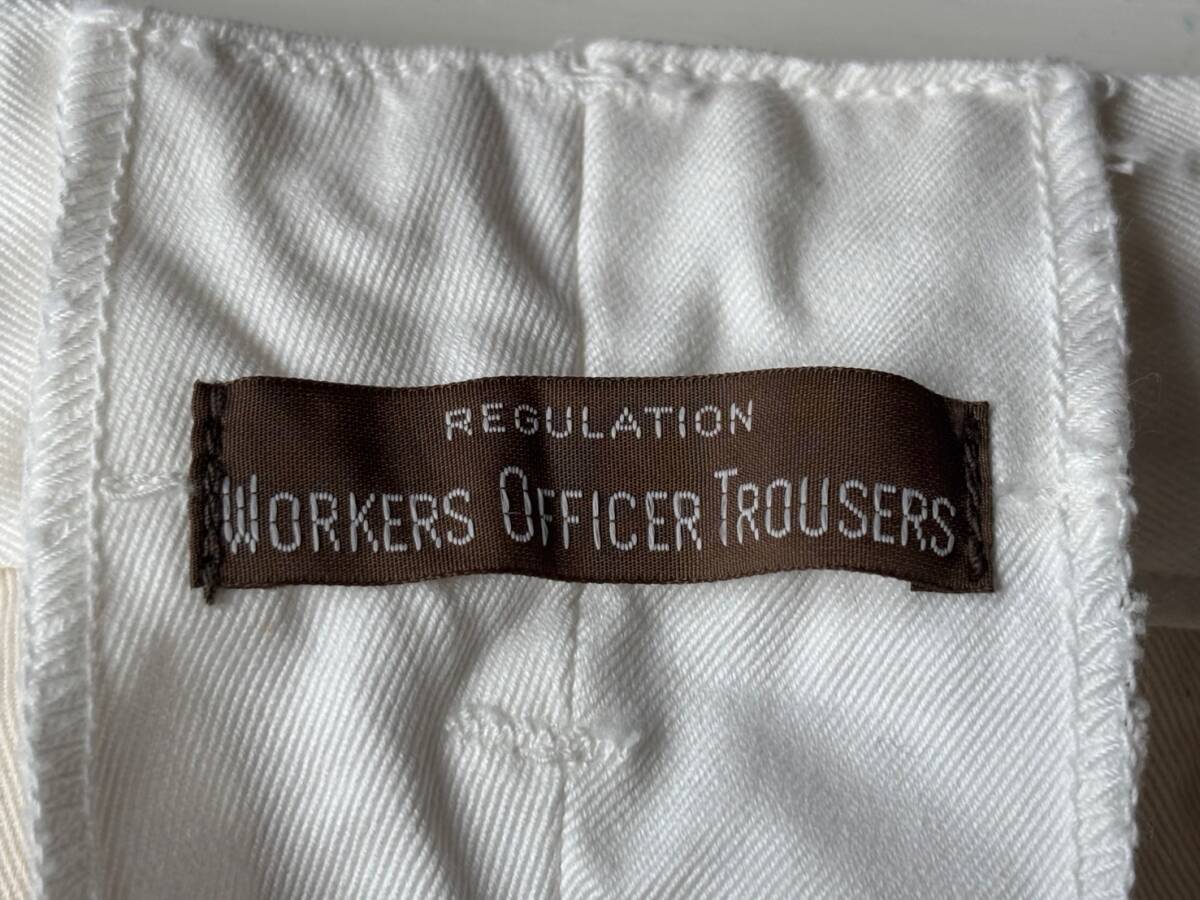 REGULATION
WORKERS OFFICER TROUSERS